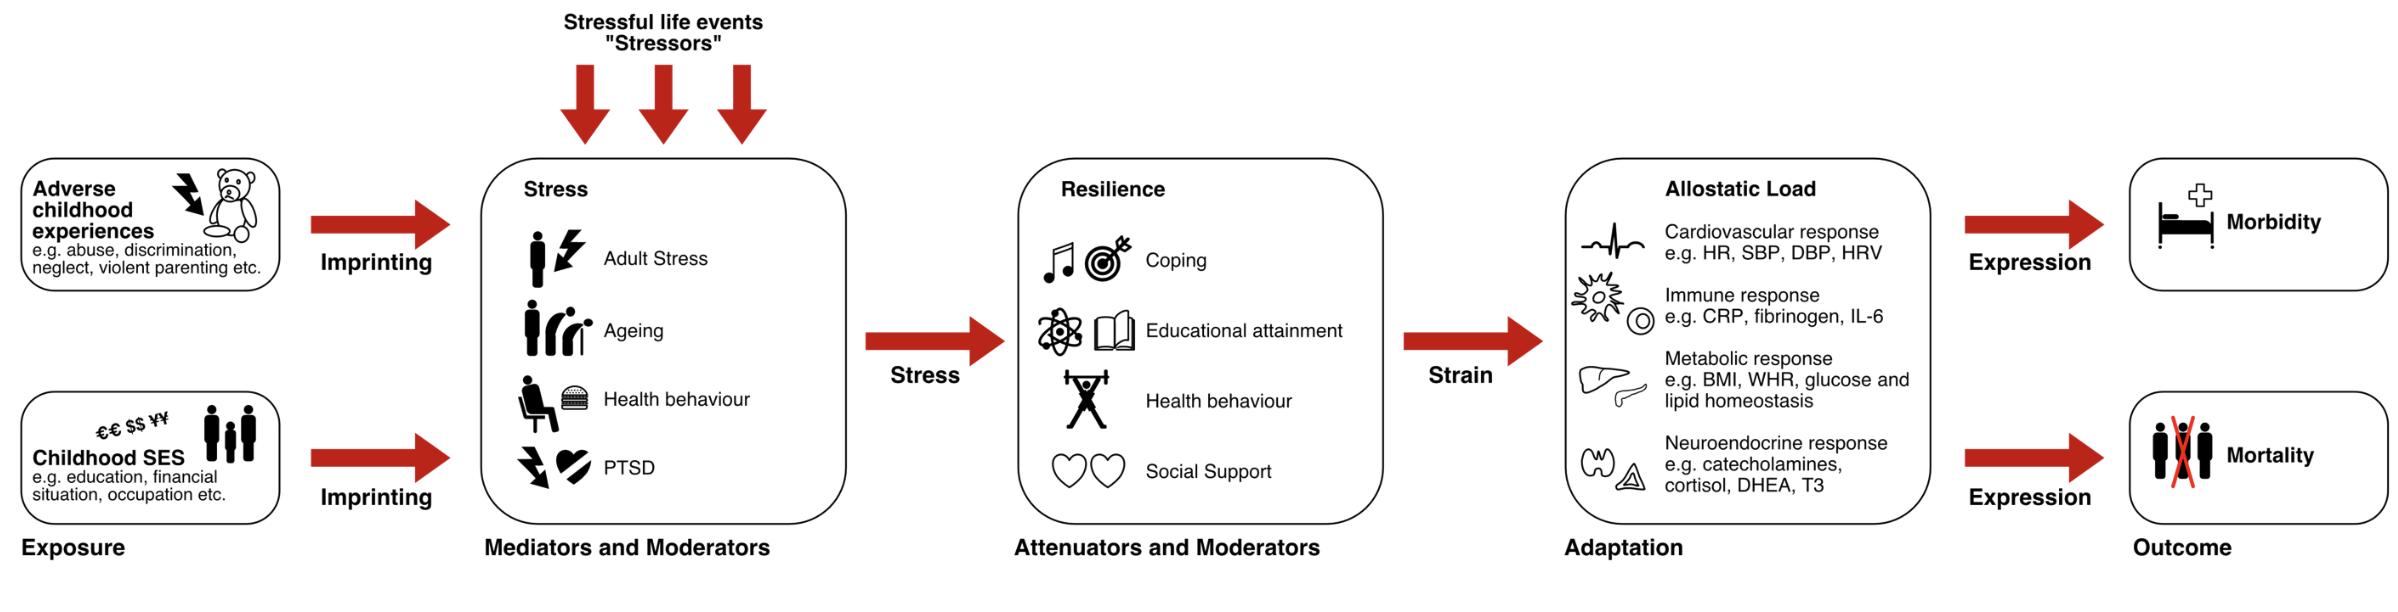 Stressful life events
"Stressors"
Adverse
childhood
experiences
e.g. abuse, discrimination,
neglect, violent parenting etc.
Imprinting
€€ $$ ¥¥
Childhood SES
e.g. education, financial
situation, occupation etc.
Imprinting
Exposure
Stress
Adult Stress
Ageing
Health behaviour
PTSD
Mediators and Moderators
Stress
Resilience
Coping
Educational attainment
Health behaviour
Social Support
Attenuators and Moderators
Strain
Allostatic Load
Cardiovascular response
e.g. HR, SBP, DBP, HRV
Immune response
e.g. CRP, fibrinogen, IL-6
Metabolic response
e.g. BMI, WHR, glucose and
lipid homeostasis
Neuroendocrine response
e.g. catecholamines,
cortisol, DHEA, T3
Adaptation
Expression
Expression
Morbidity
Mortality
Outcome